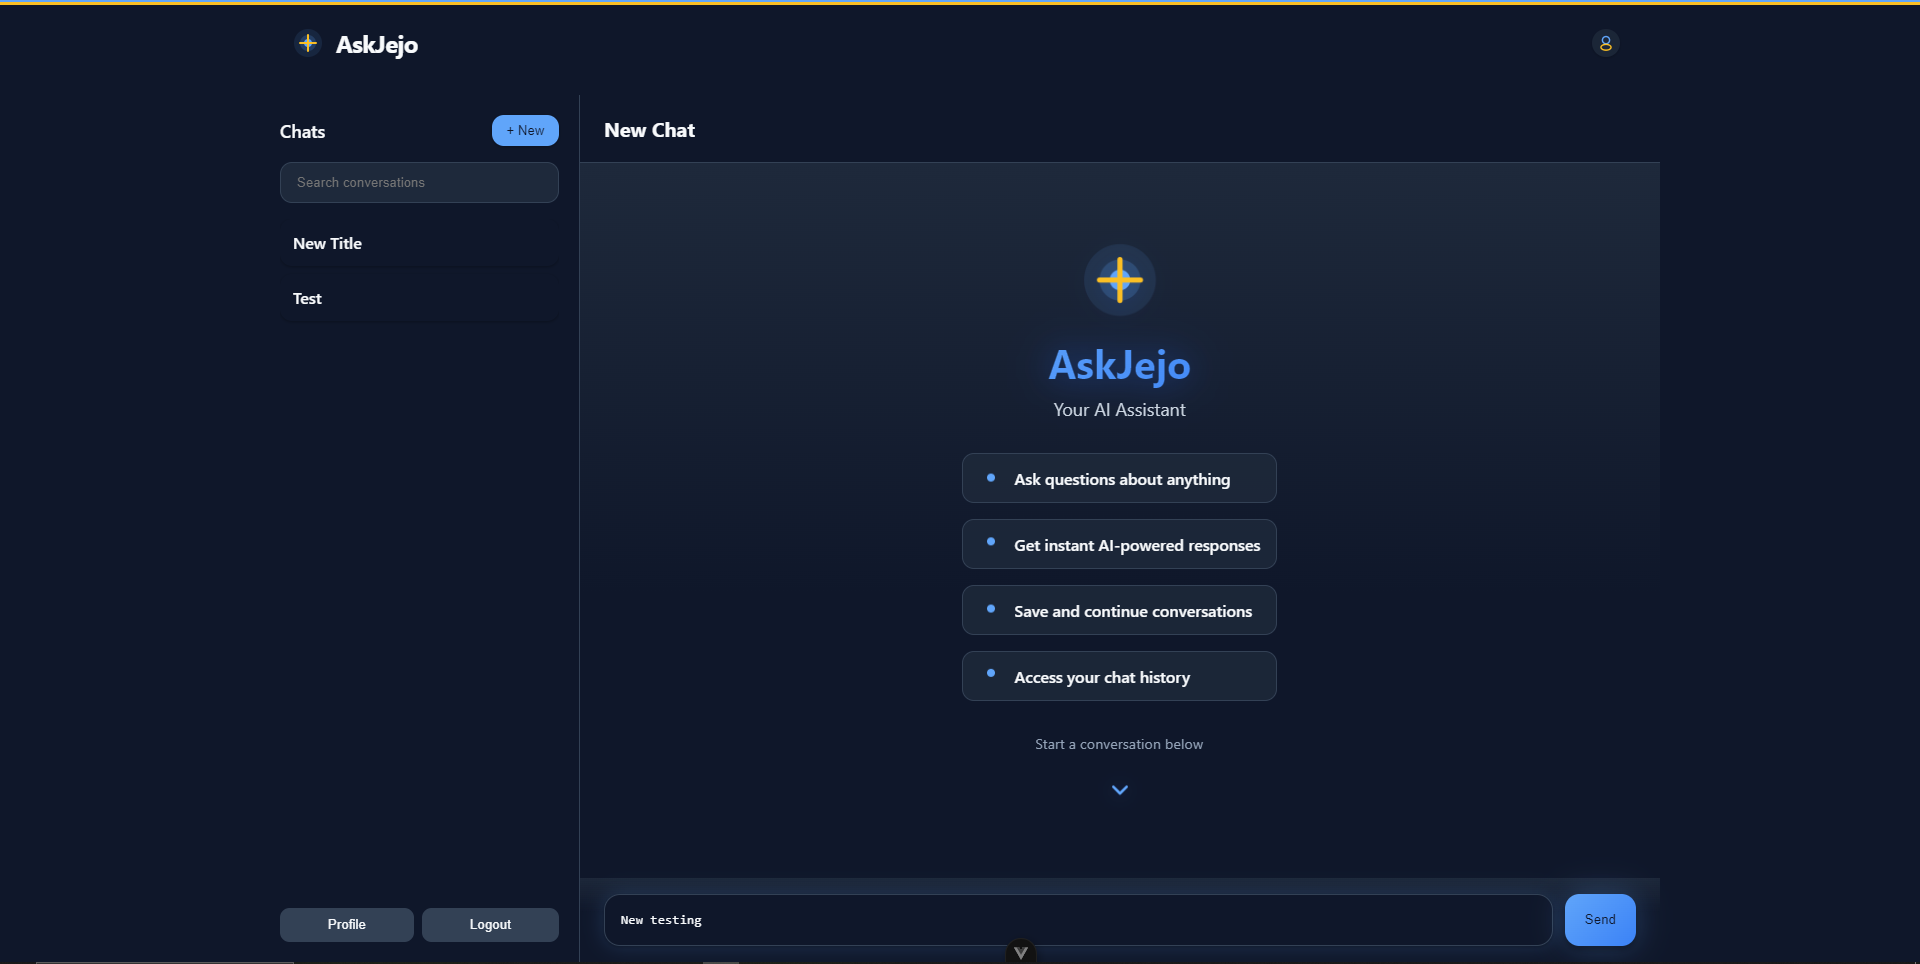 AskJejo
Chats
+ New
Search conversations
New Title
Test
Profile
Logout
New Chat
AskJejo
Your AI Assistant
Ask questions about anything
Get instant AI-powered responses
Save and continue conversations
Access your chat history
Start a conversation below
New testing
Send